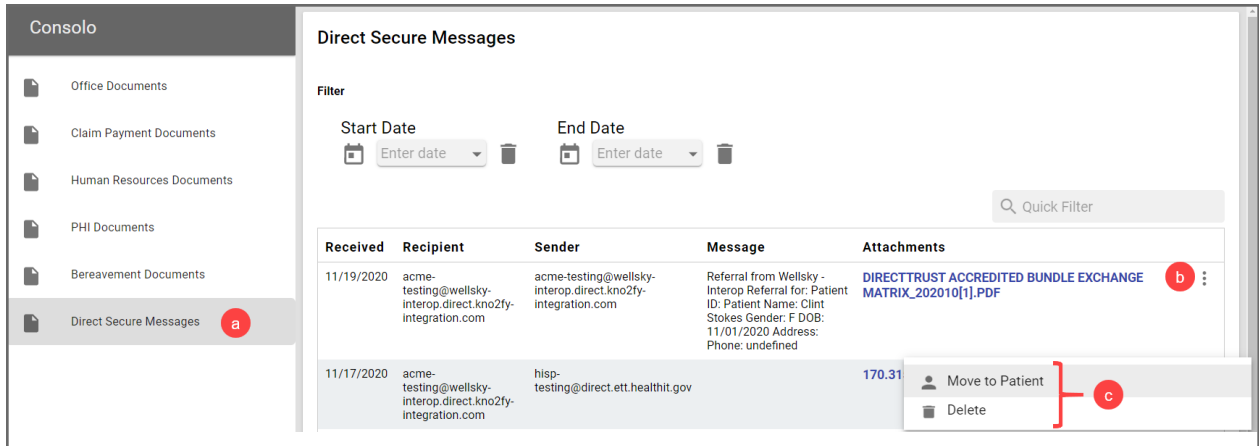 Consolo
Office Documents
Claim Payment Documents
Human Resources Documents
PHI Documents
Bereavement Documents
Direct Secure Messages
a
Direct Secure Messages
Filter
Start Date
Enter date
End Date
Enter date
Quick Filter
Received Recipient Sender Message Attachments
11/19/2020
acme-
testing@wellsky-
interop.direct.kno2fy-
integration.com
acme-testing@wellsky-
interop.direct.kno2fy-
integration.com
Referral from Wellsky -
Interop Referral for: Patient
ID: Patient Name: Clint
Stokes Gender: F DOB:
11/01/2020 Address:
Phone: undefined
DIRECTTRUST ACCREDITED BUNDLE EXCHANGE
MATRIX_202010[1].PDF
b
11/17/2020
acme-
testing@wellsky-
interop.direct.kno2fy-
integration.com
hisp-
testing@direct.ett.healthit.gov
170.31
Move to Patient
Delete
c